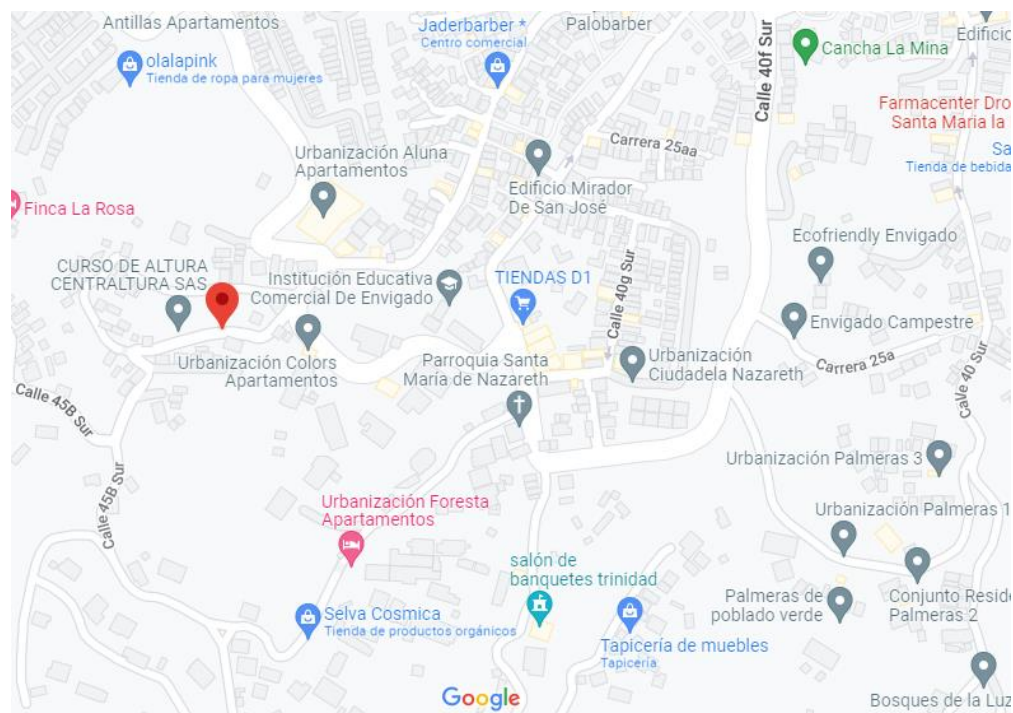 Antillas Apartamentos
Jaderbarber *
Centro comercial
Palobarber
Calle 40f Sur
Edificio
olalapink
Tienda de ropa para mujeres
Cancha La Mina
Farmacenter Dro
Santa Maria la
Carrera 25aa
Sa
Tienda de bebida
Urbanización Aluna
Apartamentos
Edificio Mirador
De San José
Finca La Rosa
Ecofriendly Envigado
CURSO DE ALTURA
CENTRALTURA SAS
Institución Educativa
Comercial De Envigado
TIENDAS D1
Calle 40g Sur
Envigado Campestre
Urbanización Colors
Apartamentos
Parroquia Santa
María de Nazareth
Urbanización
Ciudadela Nazareth
Carrera 25a
Calle 40 Sur
Calle 45B Sur
Calle 45B Sur
Urbanización Palmeras 3
Urbanización Foresta
Apartamentos
Urbanización Palmeras 1
salón de
banquetes trinidad
Selva Cosmica
Tienda de productos orgánicos
Palmeras de
poblado verde
Conjunto Reside
Palmeras 2
Tapicería de muebles
Tapicería
Google
Bosques de la Luz